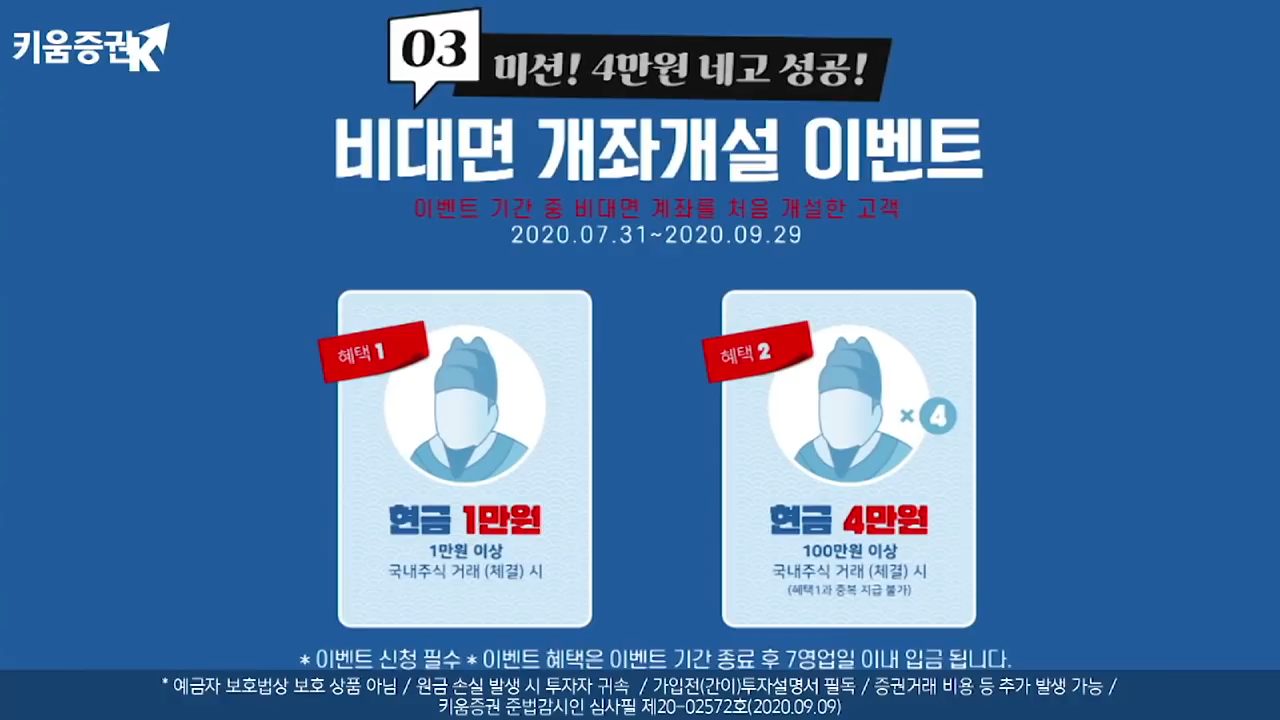 키움증권
03
미션! 4만원 네고 성공!
비대면 개좌개설 이벤트
이벤트 기간 중 비대면 계좌를 처음 개설한 고객
2020.07.31~2020.09.29
혜택 1
현금 1만원
1만원 이상
국내주식 거래 (체결) 시
혜택 2
× 4
현금 4만원
100만원 이상
국내주식 거래 (체결) 시
(혜택1과 중복 지급 불가)
* 이벤트 신청 필수 * 이벤트 혜택은 이벤트 기간 종료 후 7영업일 이내 입금 됩니다.
* 예금자 보호법상 보호 상품 아님 / 원금 손실 발생 시 투자자 귀속 / 가입전(간이)투자설명서 필독 / 증권거래 비용 등 추가 발생 가능 /
키움증권 준법감시인 심사필 제20-02572호(2020.09.09)